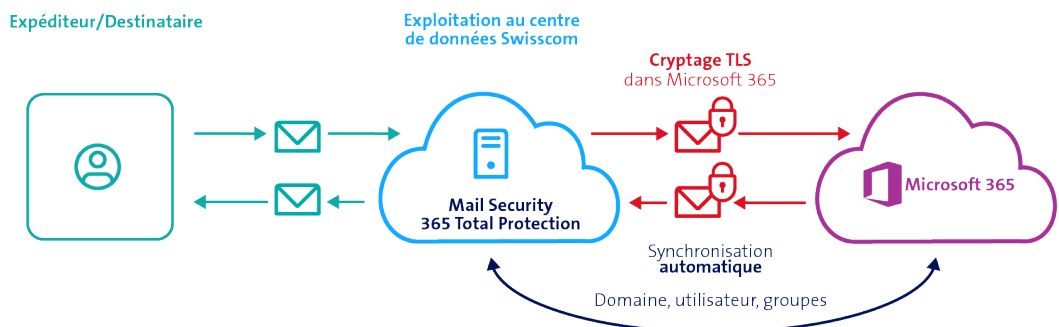 Expéditeur/Destinataire
Exploitation au centre
de données Swisscom
Cryptage TLS
dans Microsoft 365
Mail Security
365 Total Protection
Microsoft 365
Synchronisation
automatique
Domaine, utilisateur, groupes